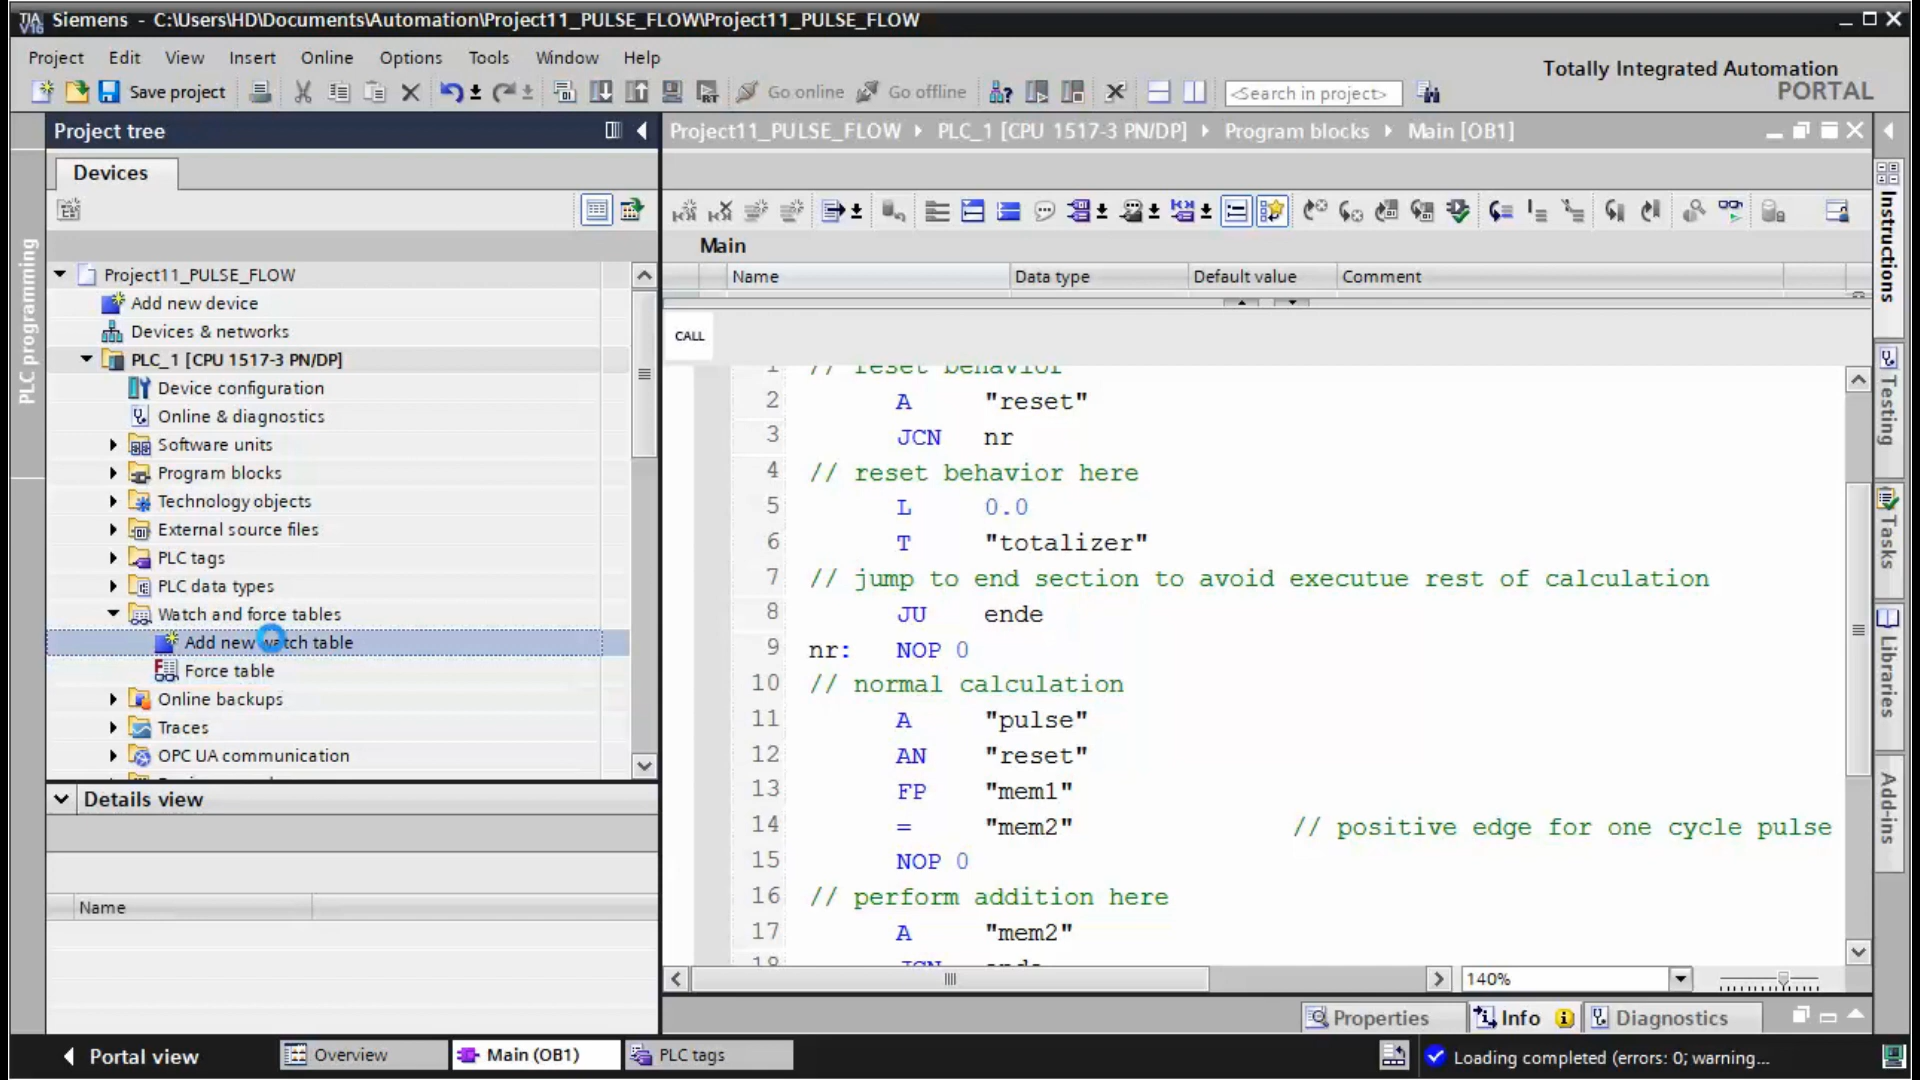 TIA
V16
Siemens - C:\Users\HD\Documents\Automation\Project11_PULSE_FLOW\Project11_PULSE_FLOW
Project Edit View Insert Online Options Tools Window Help
Totally Integrated Automation
PORTAL
Save project Go online Go offline <Search in project>
Project tree
Project11_PULSE_FLOW PLC_1 [CPU 1517-3 PN/DP] Program blocks Main [OB1]
Devices
PLC programming
Project11_PULSE_FLOW
Add new device
Devices & networks
PLC_1 [CPU 1517-3 PN/DP]
Device configuration
Online & diagnostics
Software units
Program blocks
Technology objects
External source files
PLC tags
PLC data types
Watch and force tables
Add new watch table
Force table
Online backups
Traces
OPC UA communication
Details view
Name
Main
Name Data type Default value Comment
CALL
1 // reset behavior
2 A "reset"
3 JCN nr
4 // reset behavior here
5 L 0.0
6 T "totalizer"
7 // jump to end section to avoid executue rest of calculation
8 JU ende
9 nr: NOP 0
10 // normal calculation
11 A "pulse"
12 AN "reset"
13 FP "mem1"
14 = "mem2" // positive edge for one cycle pulse
15 NOP 0
16 // perform addition here
17 A "mem2"
18 JCN ende
140%
Properties Info Diagnostics
Instructions
Testing
Tasks
Libraries
Add-ins
Portal view Overview Main (OB1) PLC tags Loading completed (errors: 0; warning...